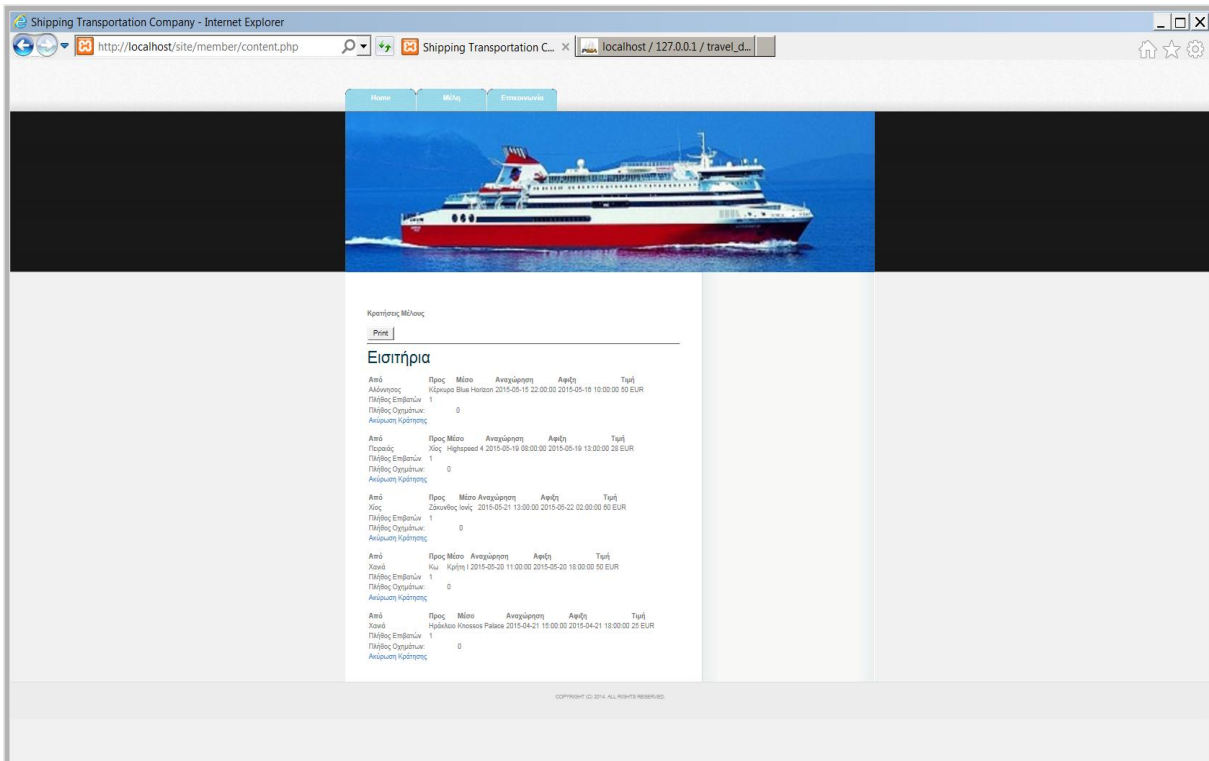 Shipping Transportation Company - Internet Explorer
http://localhost/site/member/content.php Shipping Transportation C... × localhost / 127.0.0.1 / travel_d...
Home Μέλη Επικοινωνία
Κρατήσεις Μέλους
Print
Εισιτήρια
Από Προς Μέσο Αναχώρηση Αφιξη Τιμή
Αλόννησος Κέρκυρα Blue Horizon 2015-05-15 22:00:00 2015-05-16 10:00:00 50 EUR
Πλήθος Επιβατών 1
Πλήθος Οχημάτων: 0
Ακύρωση Κράτησης
Από Προς Μέσο Αναχώρηση Αφιξη Τιμή
Πειραιάς Χίος Highspeed 4 2015-05-19 08:00:00 2015-05-19 13:00:00 28 EUR
Πλήθος Επιβατών 1
Πλήθος Οχημάτων: 0
Ακύρωση Κράτησης
Από Προς Μέσο Αναχώρηση Αφιξη Τιμή
Χίος Ζάκυνθος Ιονίς 2015-05-21 13:00:00 2015-05-22 02:00:00 60 EUR
Πλήθος Επιβατών 1
Πλήθος Οχημάτων: 0
Ακύρωση Κράτησης
Από Προς Μέσο Αναχώρηση Αφιξη Τιμή
Χανιά Κω Κρήτη I 2015-05-20 11:00:00 2015-05-20 18:00:00 50 EUR
Πλήθος Επιβατών 1
Πλήθος Οχημάτων: 0
Ακύρωση Κράτησης
Από Προς Μέσο Αναχώρηση Αφιξη Τιμή
Χανιά Ηράκλειο Knossos Palace 2015-04-21 15:00:00 2015-04-21 18:00:00 25 EUR
Πλήθος Επιβατών 1
Πλήθος Οχημάτων: 0
Ακύρωση Κράτησης
COPYRIGHT (C) 2014. ALL RIGHTS RESERVED.